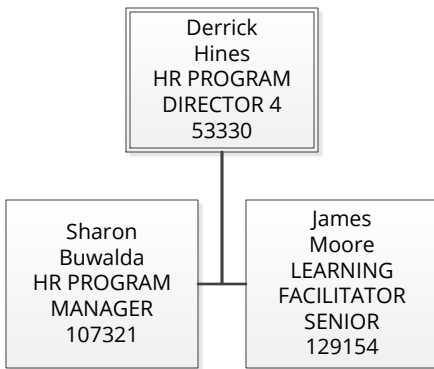 Derrick
Hines
HR PROGRAM
DIRECTOR 4
53330
Sharon
Buwalda
HR PROGRAM
MANAGER
107321
James
Moore
LEARNING
FACILITATOR
SENIOR
129154